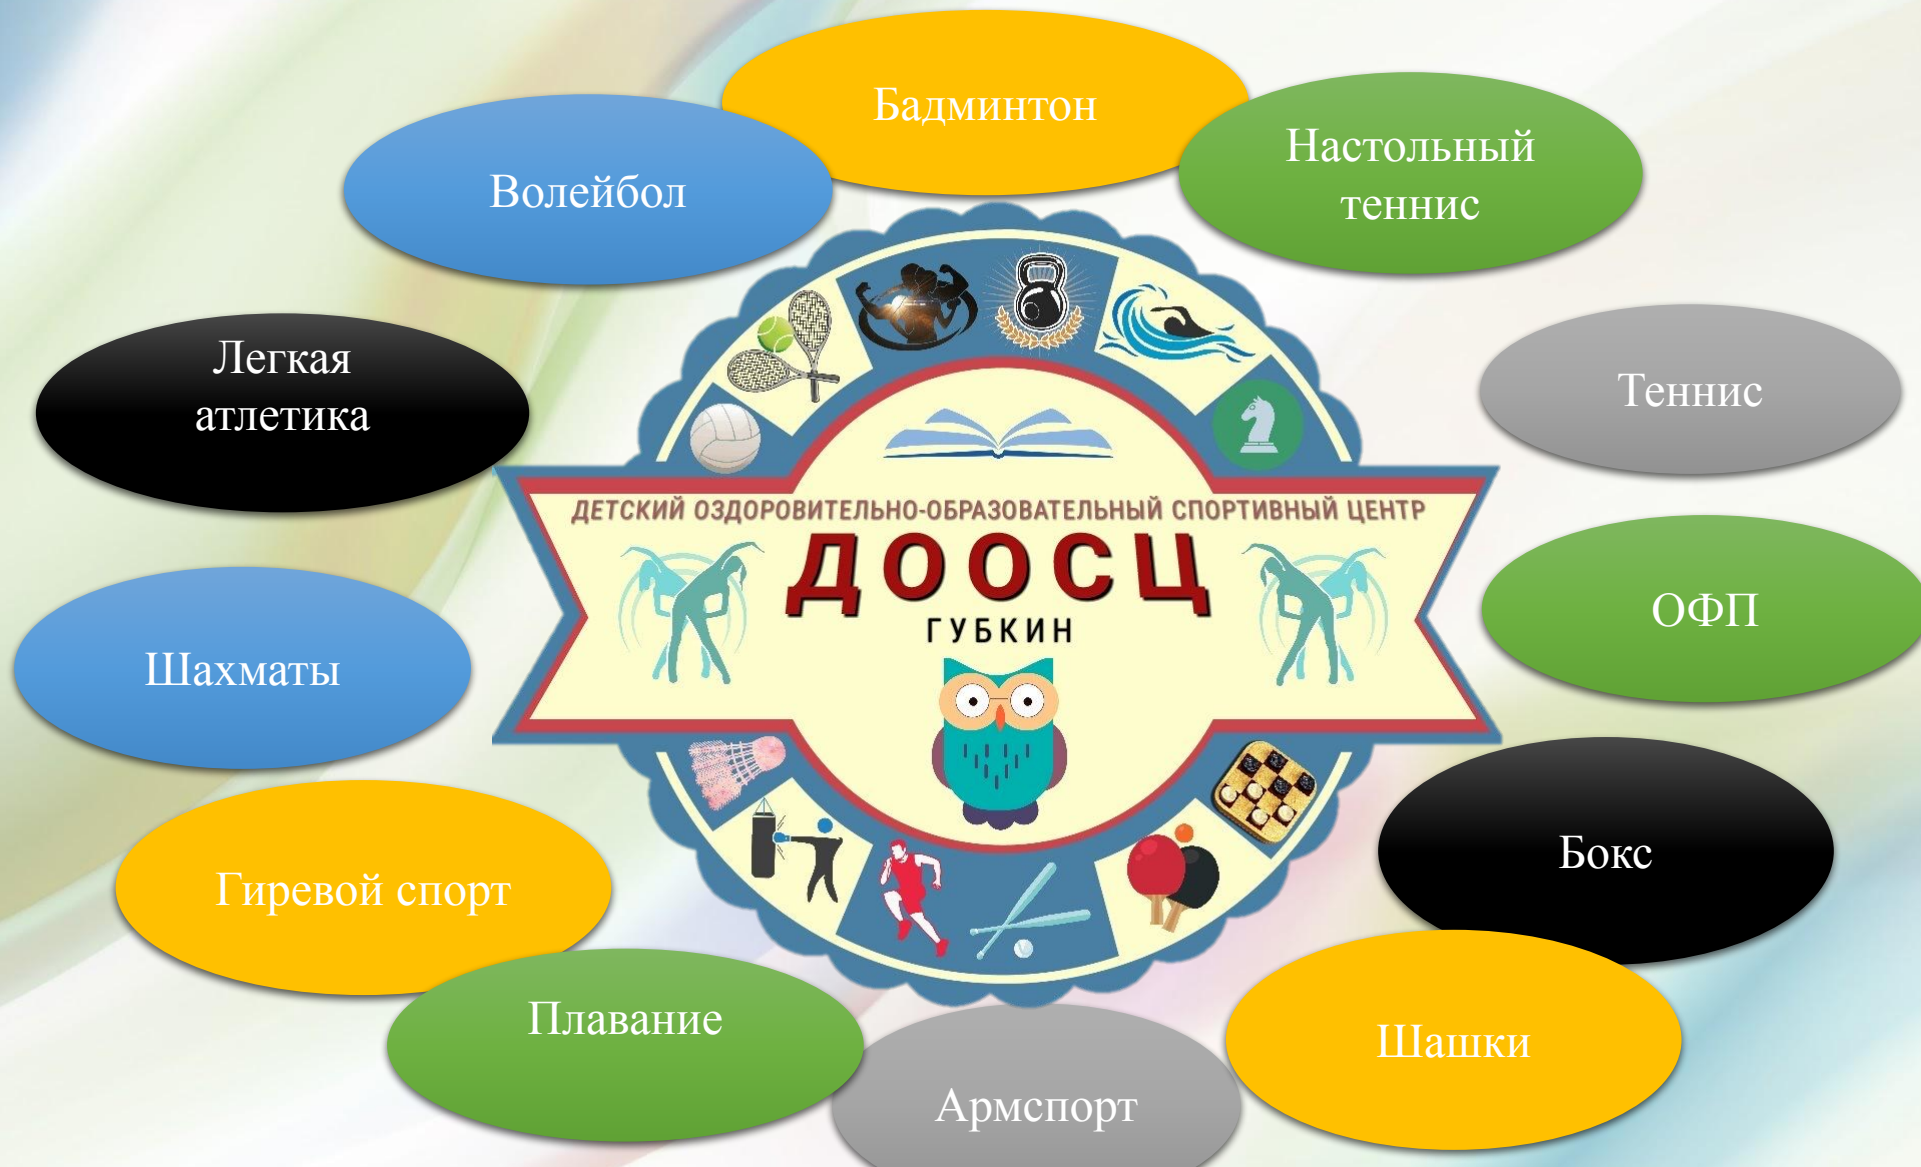 Бадминтон
Настольный
теннис
Волейбол
Легкая
атлетика
Теннис
ДЕТСКИЙ ОЗДОРОВИТЕЛЬНО-ОБРАЗОВАТЕЛЬНЫЙ СПОРТИВНЫЙ ЦЕНТР
ДООСЦ
ГУБКИН
ОФП
Шахматы
Бокс
Гиревой спорт
Плавание
Шашки
Армспорт